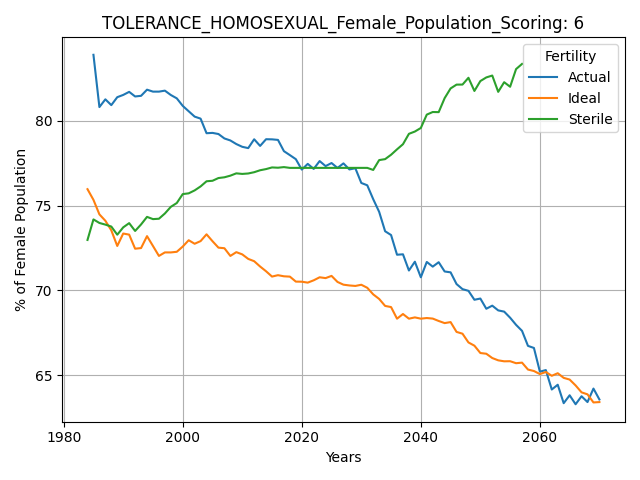 TOLERANCE_HOMOSEXUAL_Female_Population_Scoring: 6
% of Female Population
80
75
70
65
Fertility
Actual
Ideal
Sterile
1980
2000
2020
2040
2060
Years